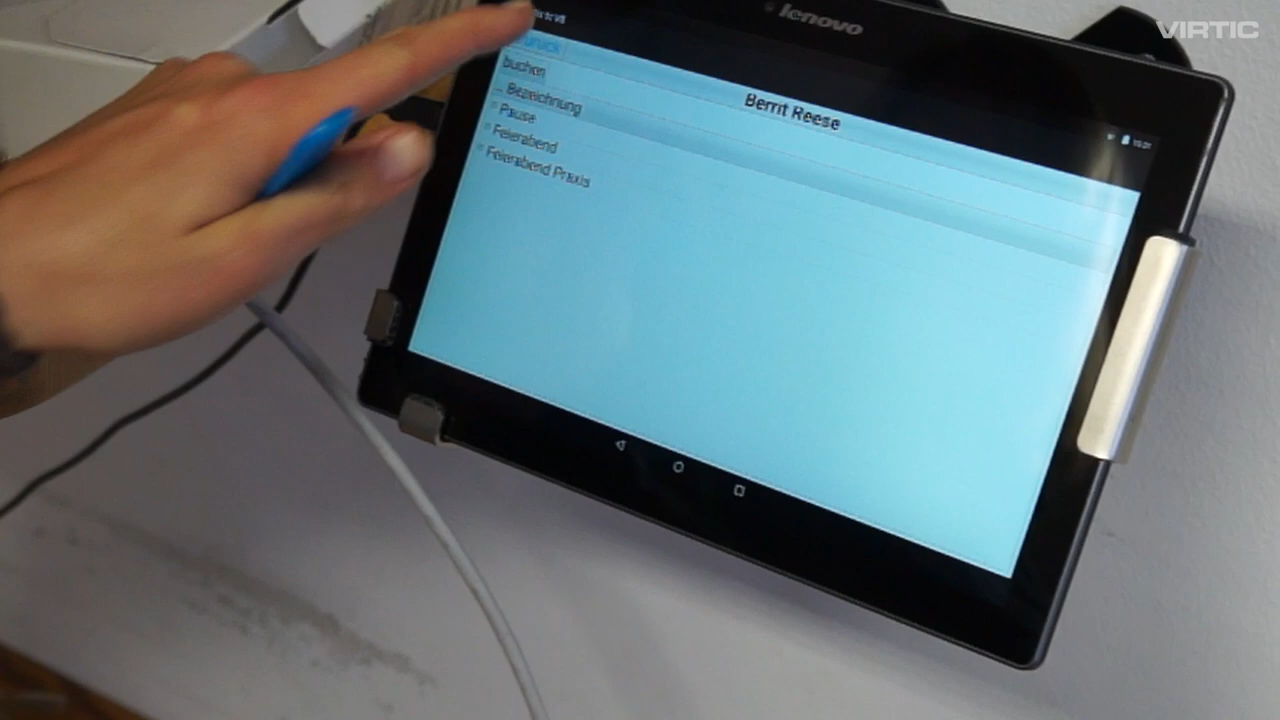 lenovo
VIRTIC
buchen
Berrit Reese
Bezeichnung
Pause
Feierabend
Feierabend Praxis